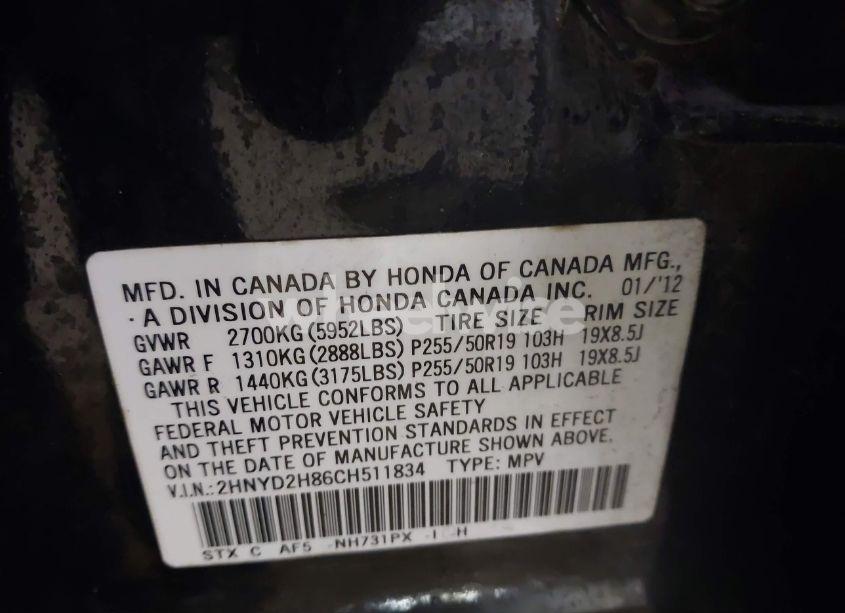 MFD. IN CANADA BY HONDA OF CANADA MFG.,
·A DIVISION OF HONDA CANADA INC. 01/'12
GVWR 2700KG(5952LBS) TIRE SIZE RIM SIZE
GAWR F 1310KG(2888LBS) P255/50R19 103H 19X8.5J
GAWR R 1440KG(3175LBS) P255/50R19 103H 19X8.5J
THIS VEHICLE CONFORMS TO ALL APPLICABLE
FEDERAL MOTOR VEHICLE SAFETY
AND THEFT PREVENTION STANDARDS IN EFFECT
ON THE DATE OF MANUFACTURE SHOWN ABOVE.
V.I.N.:2HNYD2H86CH511834 TYPE: MPV
STX C AF5 -NH731PX -H